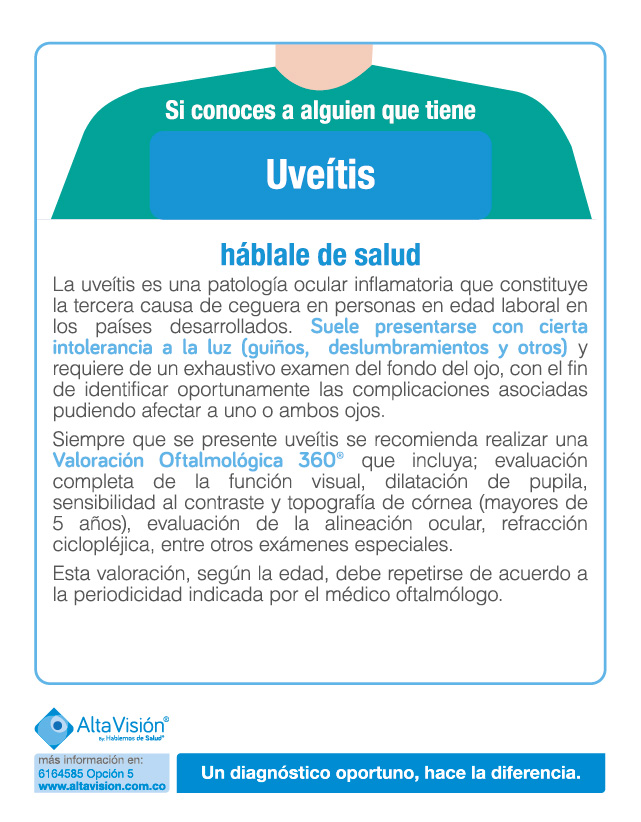 Si conoces a alguien que tiene
Uveítis
háblale de salud
La uveítis es una patología ocular inflamatoria que constituye
la tercera causa de ceguera en personas en edad laboral en
los países desarrollados. Suele presentarse con cierta
intolerancia a la luz (guiños, deslumbramientos y otros) y
requiere de un exhaustivo examen del fondo del ojo, con el fin
de identificar oportunamente las complicaciones asociadas
pudiendo afectar a uno o ambos ojos.
Siempre que se presente uveítis se recomienda realizar una
Valoración Oftalmológica 360® que incluya; evaluación
completa de la función visual, dilatación de pupila,
sensibilidad al contraste y topografía de córnea (mayores de
5 años), evaluación de la alineación ocular, refracción
ciclopléjica, entre otros exámenes especiales.
Esta valoración, según la edad, debe repetirse de acuerdo a
la periodicidad indicada por el médico oftalmólogo.
AltaVisión®
By: Hablemos de Salud®
más información en:
6164585 Opción 5
www.altavision.com.co
Un diagnóstico oportuno, hace la diferencia.